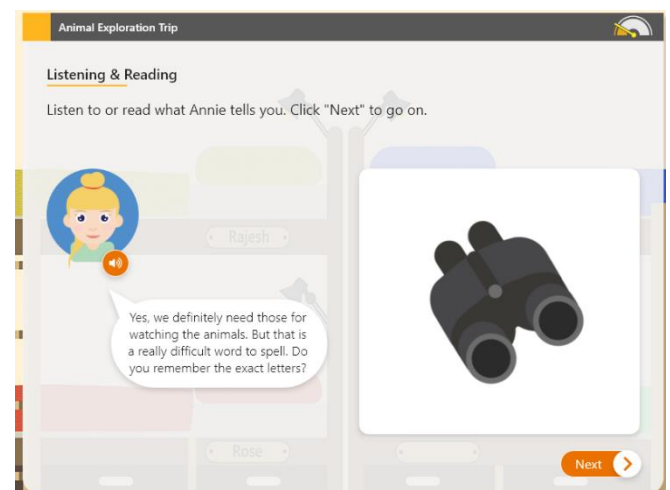 Animal Exploration Trip
Listening & Reading
Listen to or read what Annie tells you. Click "Next" to go on.
Rajesh
Yes, we definitely need those for
watching the animals. But that is
a really difficult word to spell. Do
you remember the exact letters?
Rose
Next